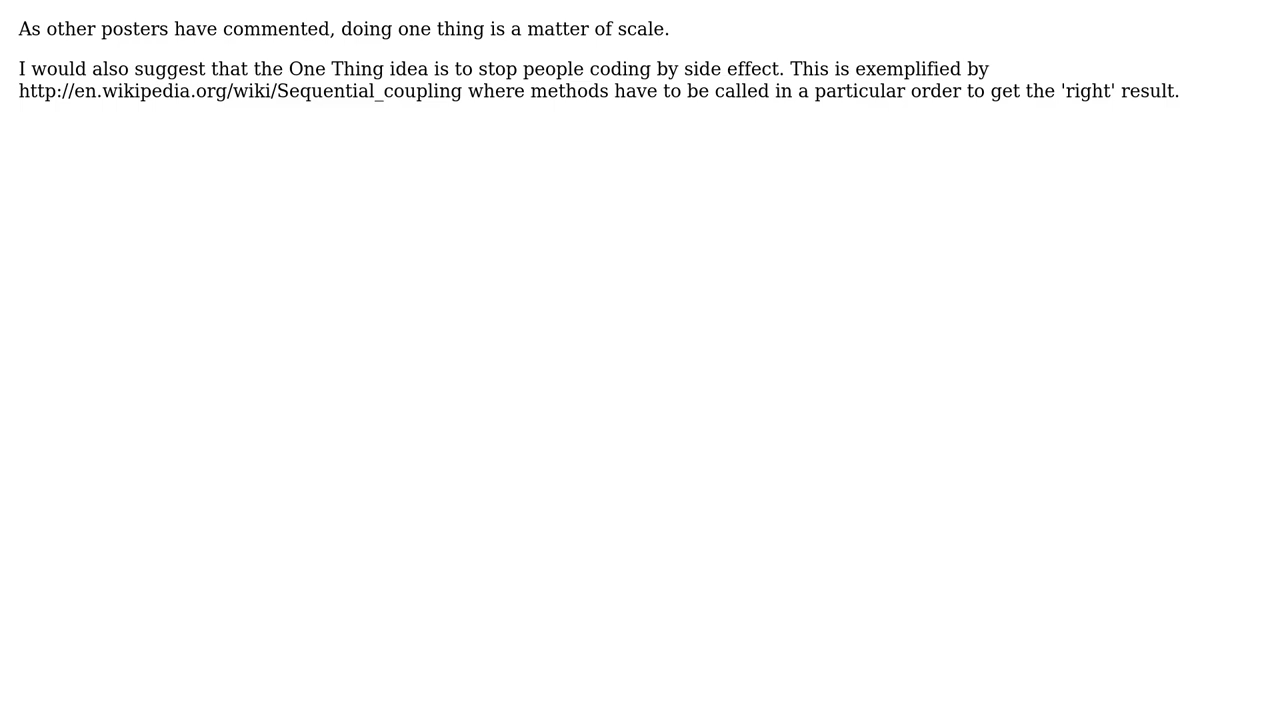 As other posters have commented, doing one thing is a matter of scale.
I would also suggest that the One Thing idea is to stop people coding by side effect. This is exemplified by
http://en.wikipedia.org/wiki/Sequential_coupling where methods have to be called in a particular order to get the 'right' result.